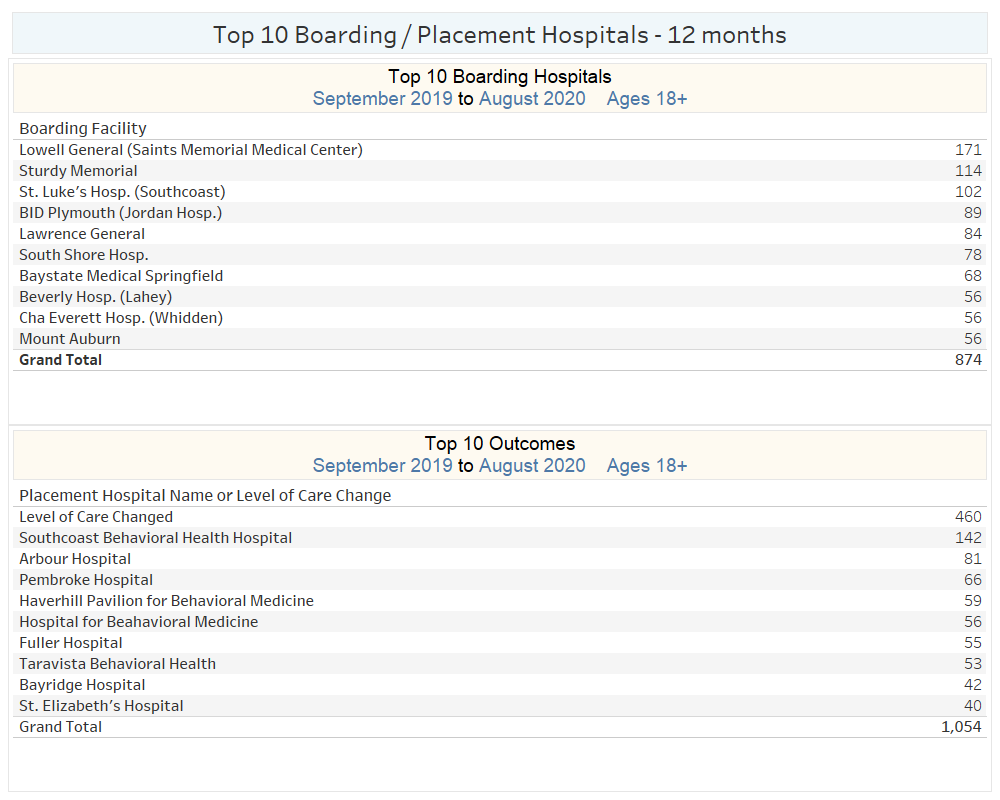 Top 10 Boarding / Placement Hospitals - 12 months
Top 10 Boarding Hospitals
September 2019 to August 2020 Ages 18+
Boarding Facility
Lowell General (Saints Memorial Medical Center) 171
Sturdy Memorial 114
St. Luke's Hosp. (Southcoast) 102
BID Plymouth (Jordan Hosp.) 89
Lawrence General 84
South Shore Hosp. 78
Baystate Medical Springfield 68
Beverly Hosp. (Lahey) 56
Cha Everett Hosp. (Whidden) 56
Mount Auburn 56
Grand Total 874
Top 10 Outcomes
September 2019 to August 2020 Ages 18+
Placement Hospital Name or Level of Care Change
Level of Care Changed 460
Southcoast Behavioral Health Hospital 142
Arbour Hospital 81
Pembroke Hospital 66
Haverhill Pavilion for Behavioral Medicine 59
Hospital for Beahavioral Medicine 56
Fuller Hospital 55
Taravista Behavioral Health 53
Bayridge Hospital 42
St. Elizabeth's Hospital 40
Grand Total 1,054